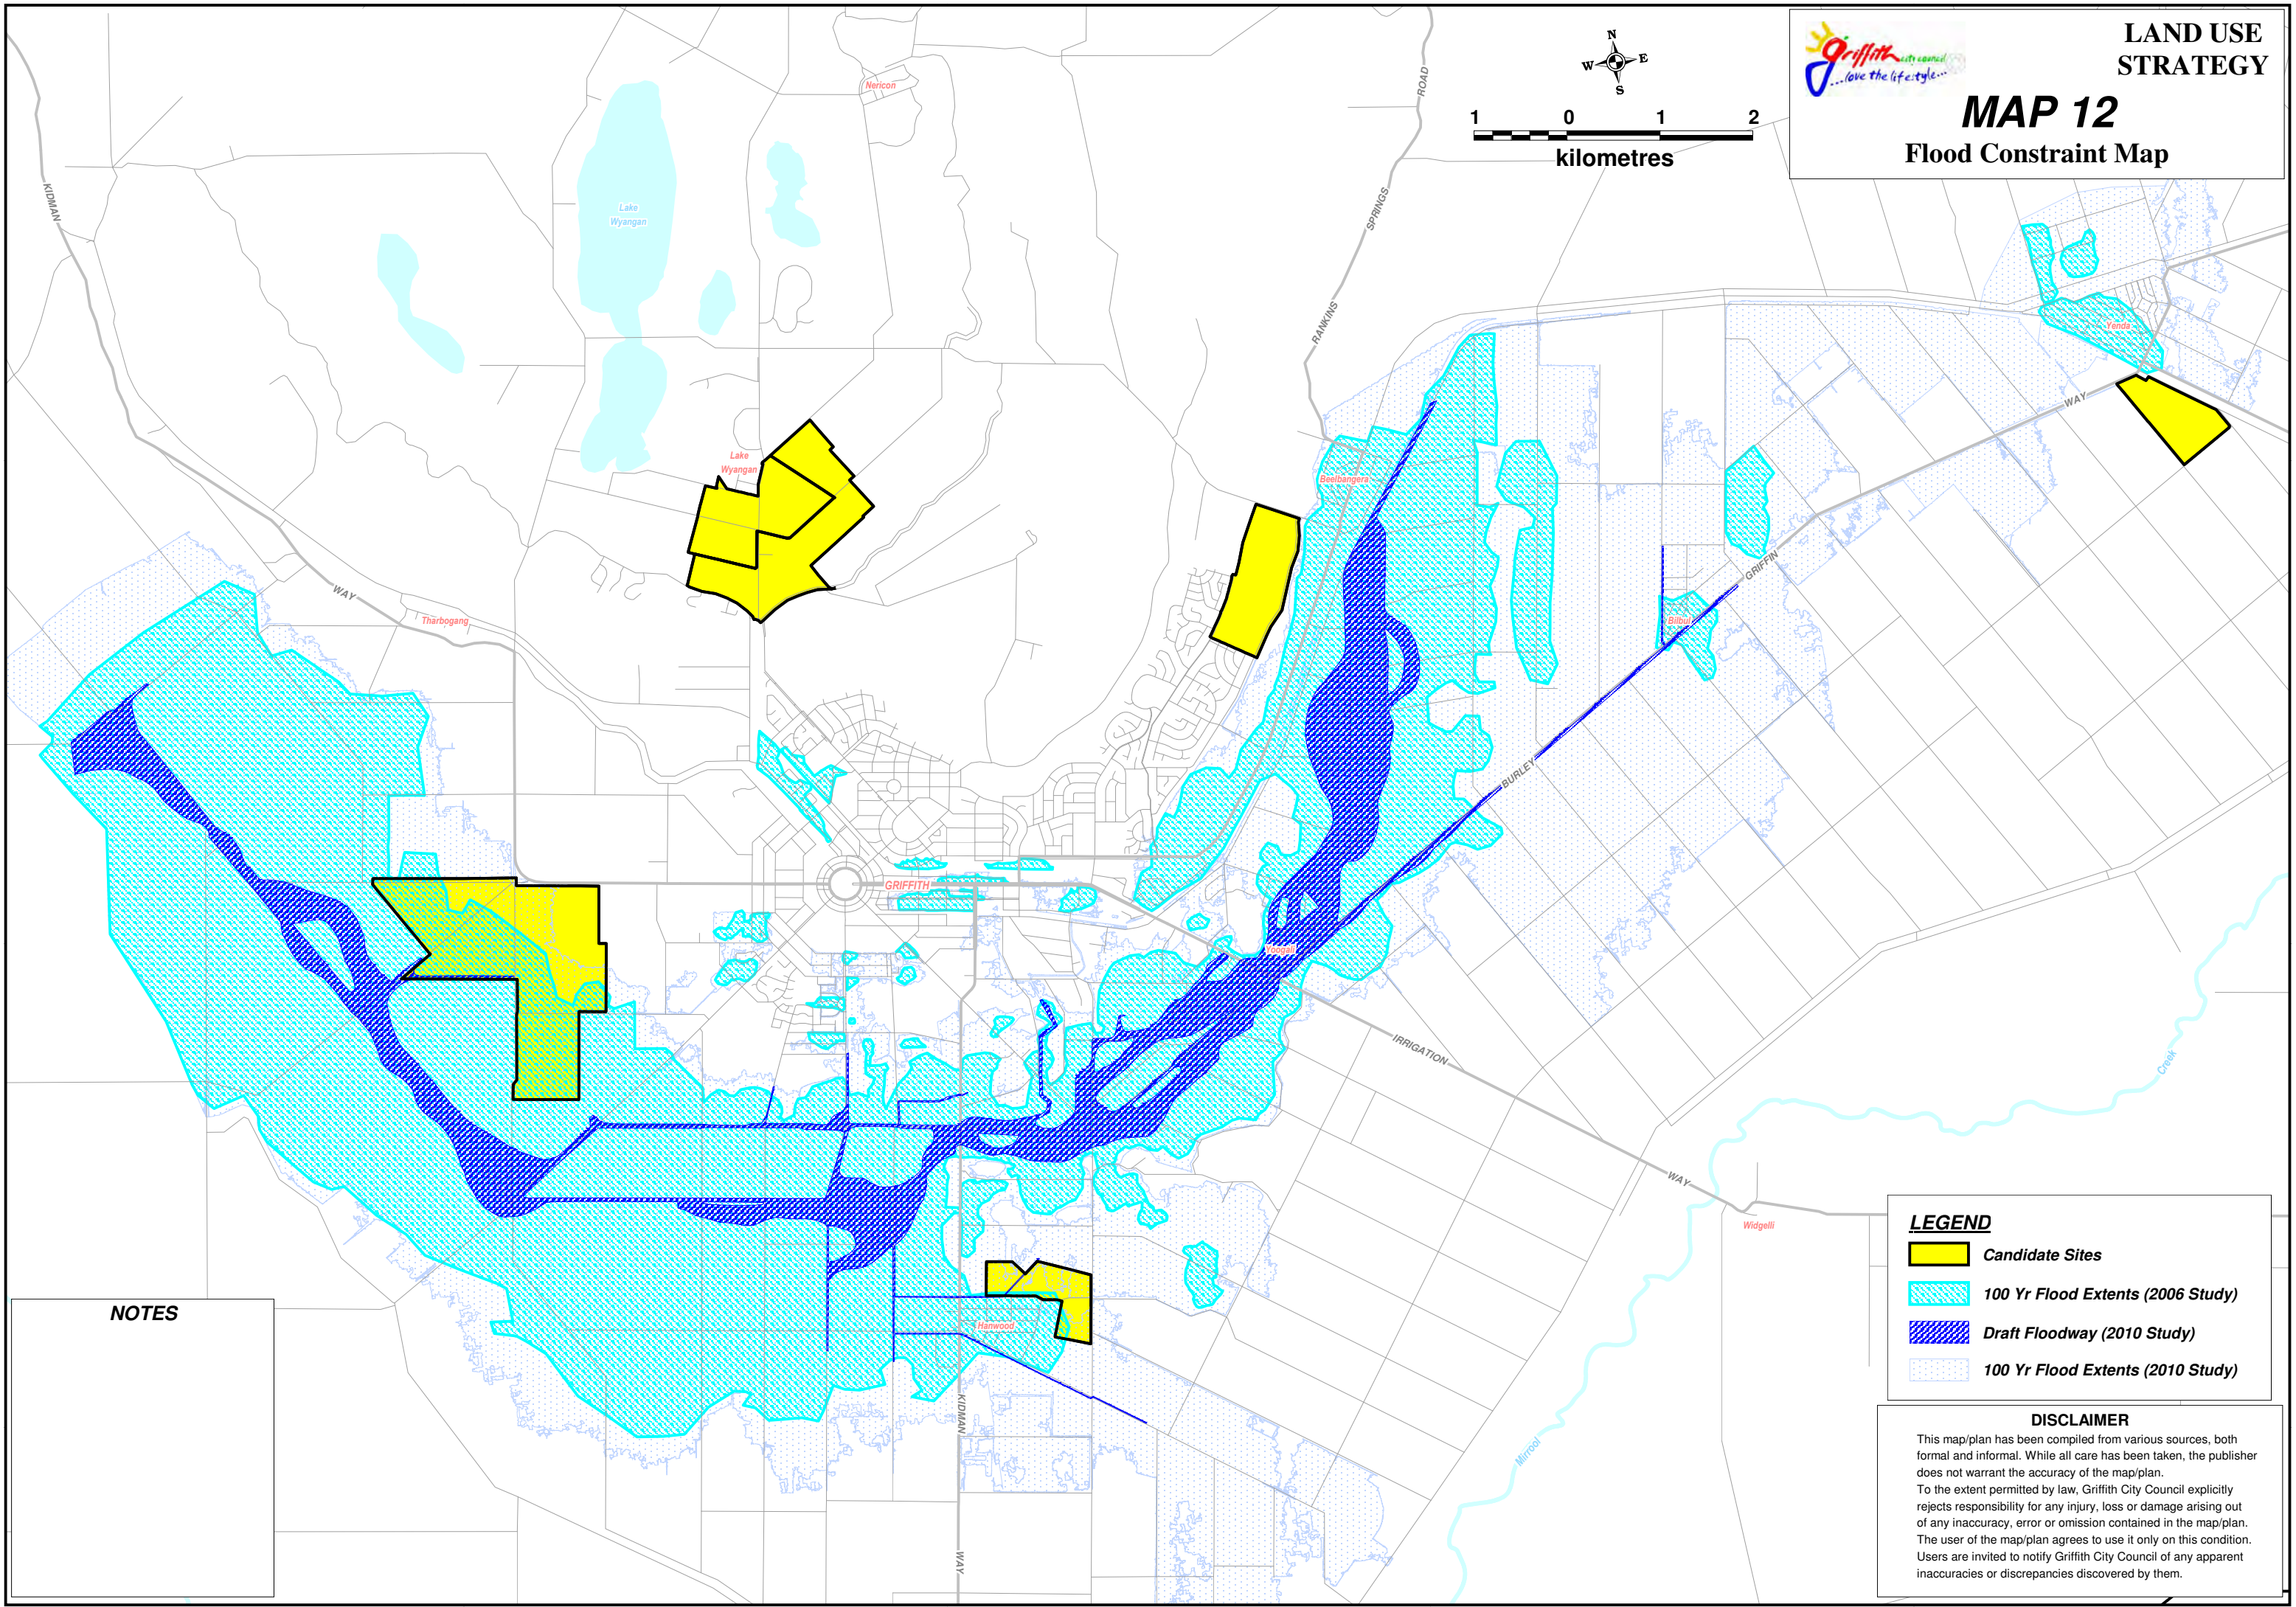 griffith city council
...love the lifestyle...
LAND USE
STRATEGY
MAP 12
Flood Constraint Map
N
W E
S
1 0 1 2
kilometres
Nericon
ROAD
SPRINGS
RANKINS
KIDMAN
Lake
Wyangan
Yenda
WAY
Lake
Wyangan
Beelbangera
GRIFFIN
WAY
Tharbogang
Bilbul
BURLEY
GRIFFITH
Yoogali
IRRIGATION
Creek
WAY
Widgelli
Hanwood
KIDMAN
Mirrool
WAY
NOTES
LEGEND
Candidate Sites
100 Yr Flood Extents (2006 Study)
Draft Floodway (2010 Study)
100 Yr Flood Extents (2010 Study)
DISCLAIMER
This map/plan has been compiled from various sources, both
formal and informal. While all care has been taken, the publisher
does not warrant the accuracy of the map/plan.
To the extent permitted by law, Griffith City Council explicitly
rejects responsibility for any injury, loss or damage arising out
of any inaccuracy, error or omission contained in the map/plan.
The user of the map/plan agrees to use it only on this condition.
Users are invited to notify Griffith City Council of any apparent
inaccuracies or discrepancies discovered by them.